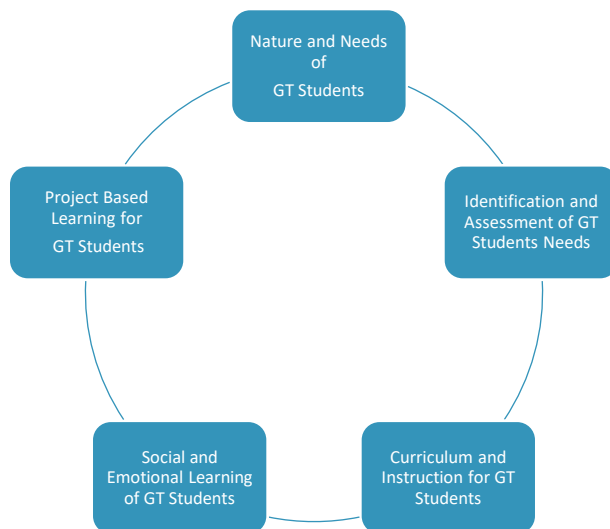 Nature and Needs
of
GT Students
Identification and
Assessment of GT
Students Needs
Curriculum and
Instruction for GT
Students
Social and
Emotional Learning
of GT Students
Project Based
Learning for
GT Students